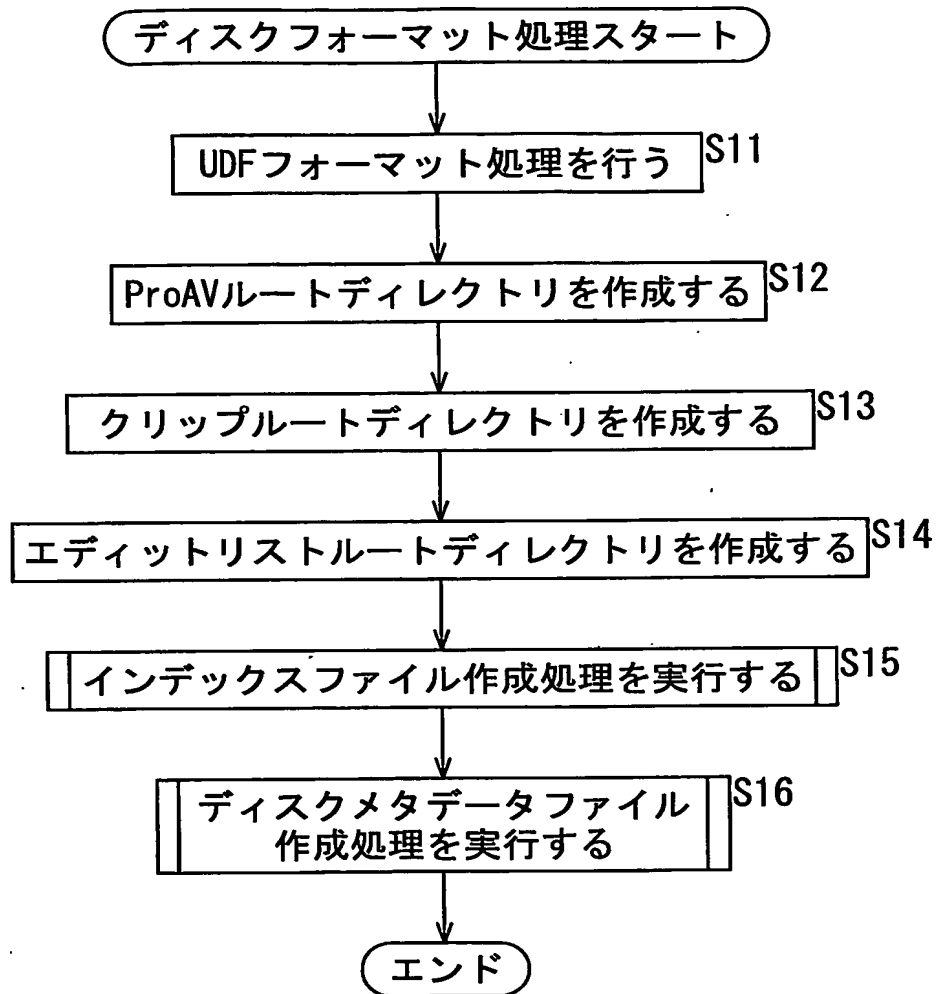 ディスクフォーマット処理スタート
UDFフォーマット処理を行う
S11
ProAVルートディレクトリを作成する
S12
クリップルートディレクトリを作成する
S13
エディットリストルートディレクトリを作成する
S14
インデックスファイル作成処理を実行する
S15
ディスクメタデータファイル
作成処理を実行する
S16
エンド